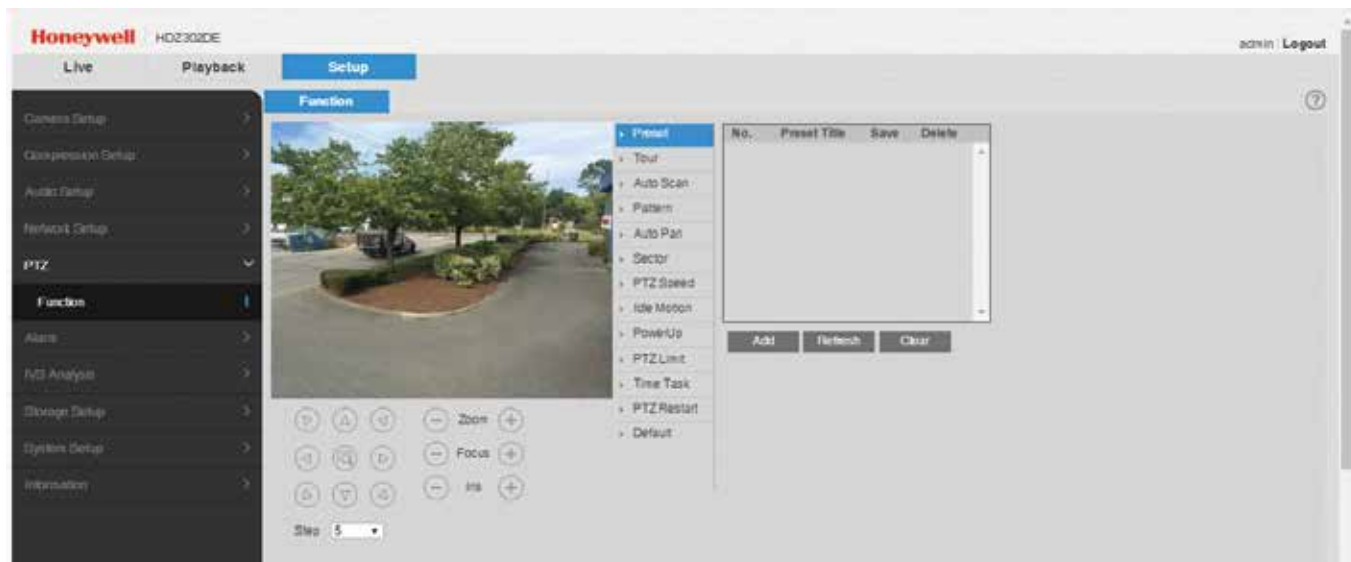 Honeywell HDZ302DE
admin Logout
Live Playback Setup
Function
Camera Setup
Compression Setup
Audio Setup
Network Setup
PTZ
Function
Alarm
IVS Analysis
Storage Setup
System Setup
Information
Preset
Tour
Auto Scan
Pattern
Auto Pan
Sector
PTZ Speed
Idle Motion
PowerUp
PTZ Limit
Time Task
PTZ Restart
Default
No. Preset Title Save Delete
Add Refresh Clear
Zoom
Focus
Iris
Step 5